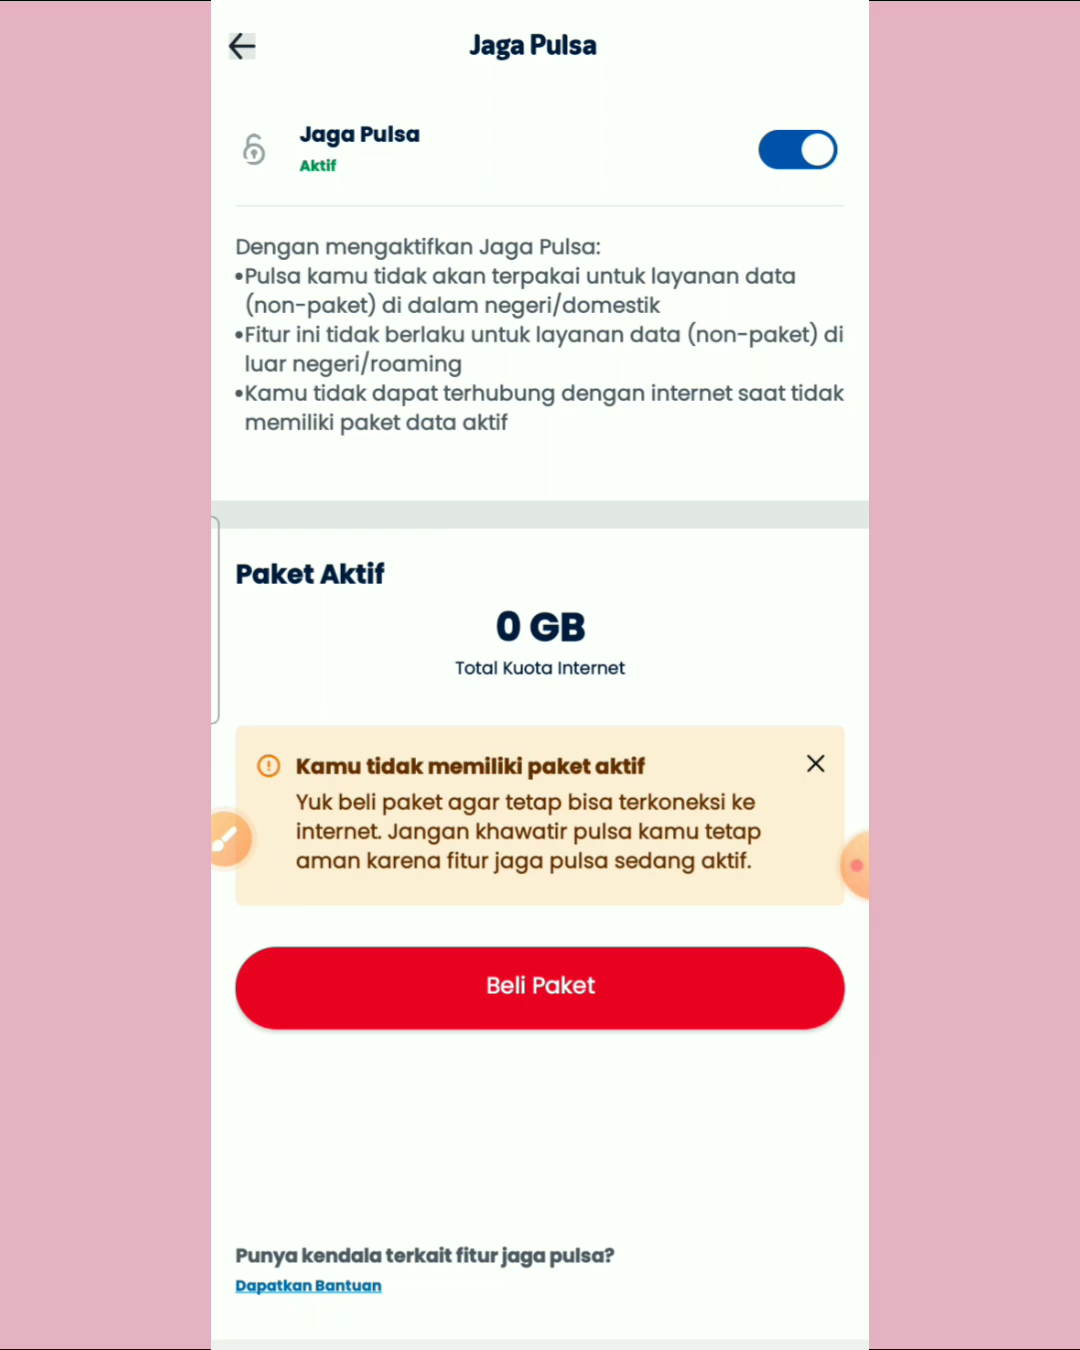 Jaga Pulsa
Jaga Pulsa
Aktif
Dengan mengaktifkan Jaga Pulsa:
•Pulsa kamu tidak akan terpakai untuk layanan data
(non-paket) di dalam negeri/domestik
•Fitur ini tidak berlaku untuk layanan data (non-paket) di
luar negeri/roaming
•Kamu tidak dapat terhubung dengan internet saat tidak
memiliki paket data aktif
Paket Aktif
0 GB
Total Kuota Internet
Kamu tidak memiliki paket aktif
Yuk beli paket agar tetap bisa terkoneksi ke
internet. Jangan khawatir pulsa kamu tetap
aman karena fitur jaga pulsa sedang aktif.
Beli Paket
Punya kendala terkait fitur jaga pulsa?
Dapatkan Bantuan